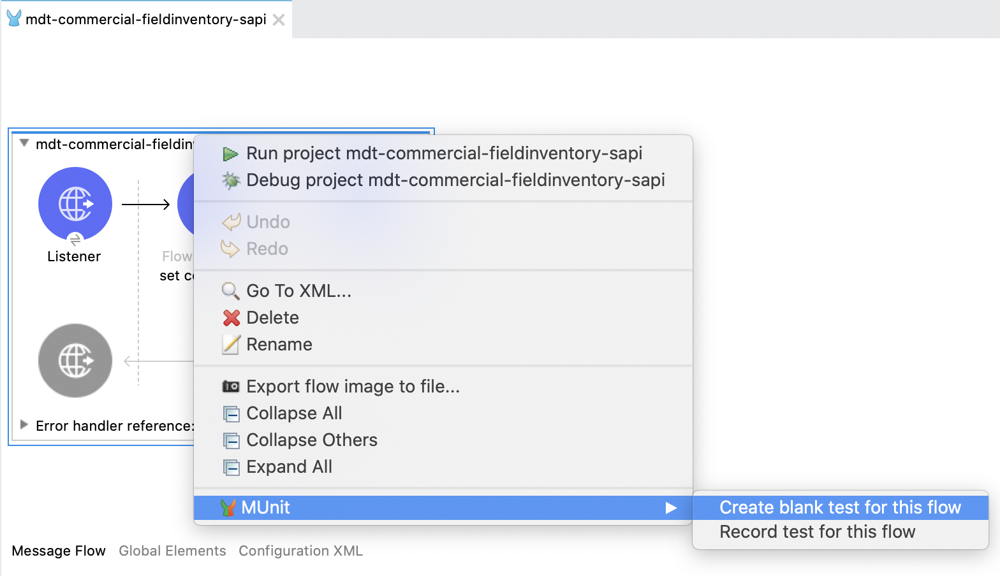 mdt-commercial-fieldinventory-sapi
mdt-commercial-fieldin
Run project mdt-commercial-fieldinventory-sapi
Debug project mdt-commercial-fieldinventory-sapi
Undo
Redo
Listener
Flow
set c
Go To XML...
Delete
Rename
Export flow image to file...
Collapse All
Collapse Others
Expand All
Error handler reference:
MUnit
Create blank test for this flow
Record test for this flow
Message Flow Global Elements Configuration XML